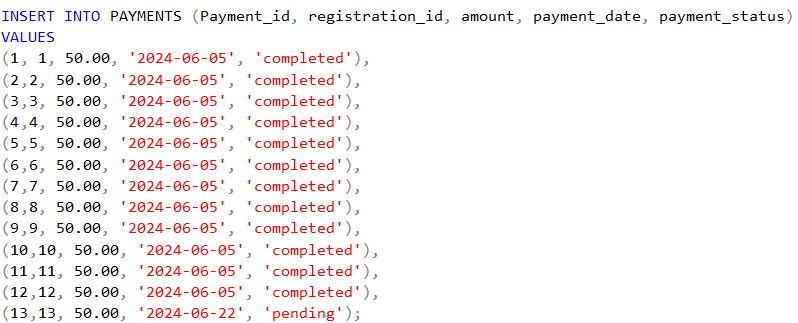 INSERT INTO PAYMENTS (Payment_id, registration_id, amount, payment_date, payment_status)
VALUES
(1, 1, 50.00, '2024-06-05', 'completed'),
(2,2, 50.00, '2024-06-05', 'completed'),
(3,3, 50.00, '2024-06-05', 'completed'),
(4,4, 50.00, '2024-06-05', 'completed'),
(5,5, 50.00, '2024-06-05', 'completed'),
(6,6, 50.00, '2024-06-05', 'completed'),
(7,7, 50.00, '2024-06-05', 'completed'),
(8,8, 50.00, '2024-06-05', 'completed'),
(9,9, 50.00, '2024-06-05', 'completed'),
(10,10, 50.00, '2024-06-05', 'completed'),
(11,11, 50.00, '2024-06-05', 'completed'),
(12,12, 50.00, '2024-06-05', 'completed'),
(13,13, 50.00, '2024-06-22', 'pending');